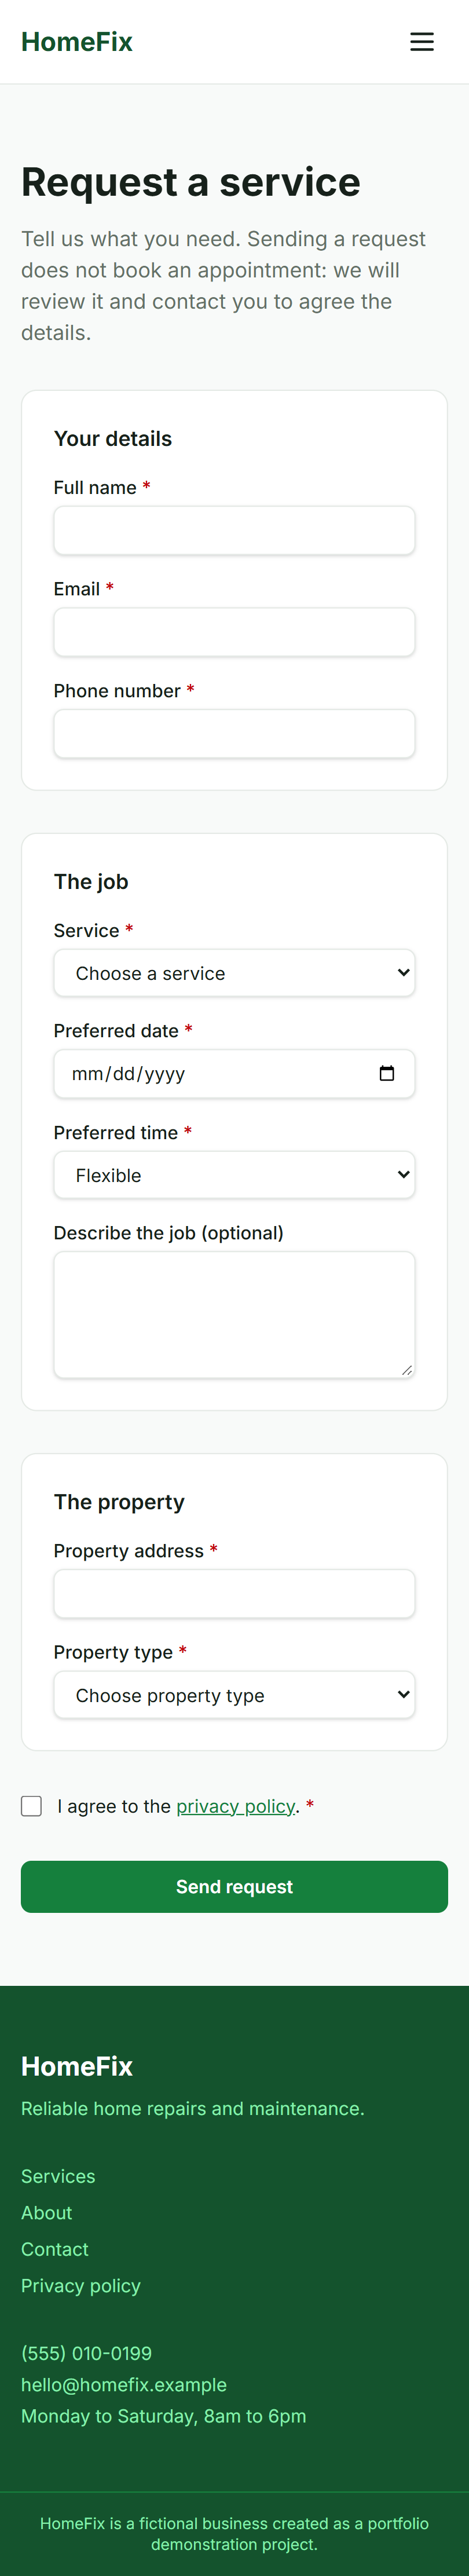 HomeFix
Request a service
Tell us what you need. Sending a request
does not book an appointment: we will
review it and contact you to agree the
details.
Your details
Full name *
Email *
Phone number *
The job
Service *
Choose a service
Preferred date *
mm/dd/yyyy
Preferred time *
Flexible
Describe the job (optional)
The property
Property address *
Property type *
Choose property type
I agree to the privacy policy. *
Send request
HomeFix
Reliable home repairs and maintenance.
Services
About
Contact
Privacy policy
(555) 010-0199
hello@homefix.example
Monday to Saturday, 8am to 6pm
HomeFix is a fictional business created as a portfolio
demonstration project.